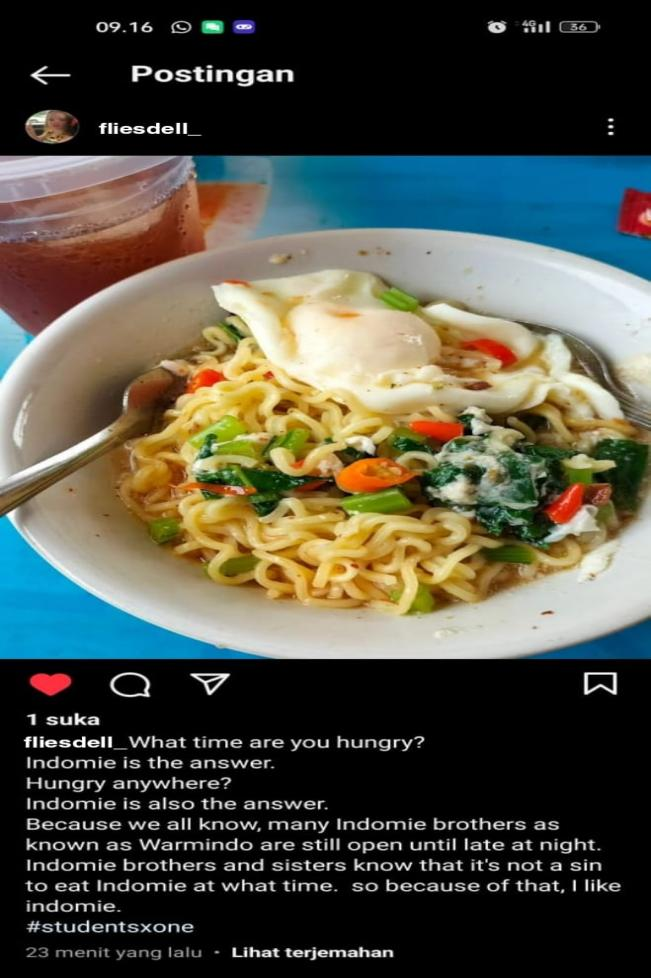 09.16
4G
36
Postingan
fliesdell_
1 suka
fliesdell_What time are you hungry?
Indomie is the answer.
Hungry anywhere?
Indomie is also the answer.
Because we all know, many Indomie brothers as
known as Warmindo are still open until late at night.
Indomie brothers and sisters know that it's not a sin
to eat Indomie at what time.  so because of that, I like
indomie.
#studentsxone
23 menit yang lalu • Lihat terjemahan